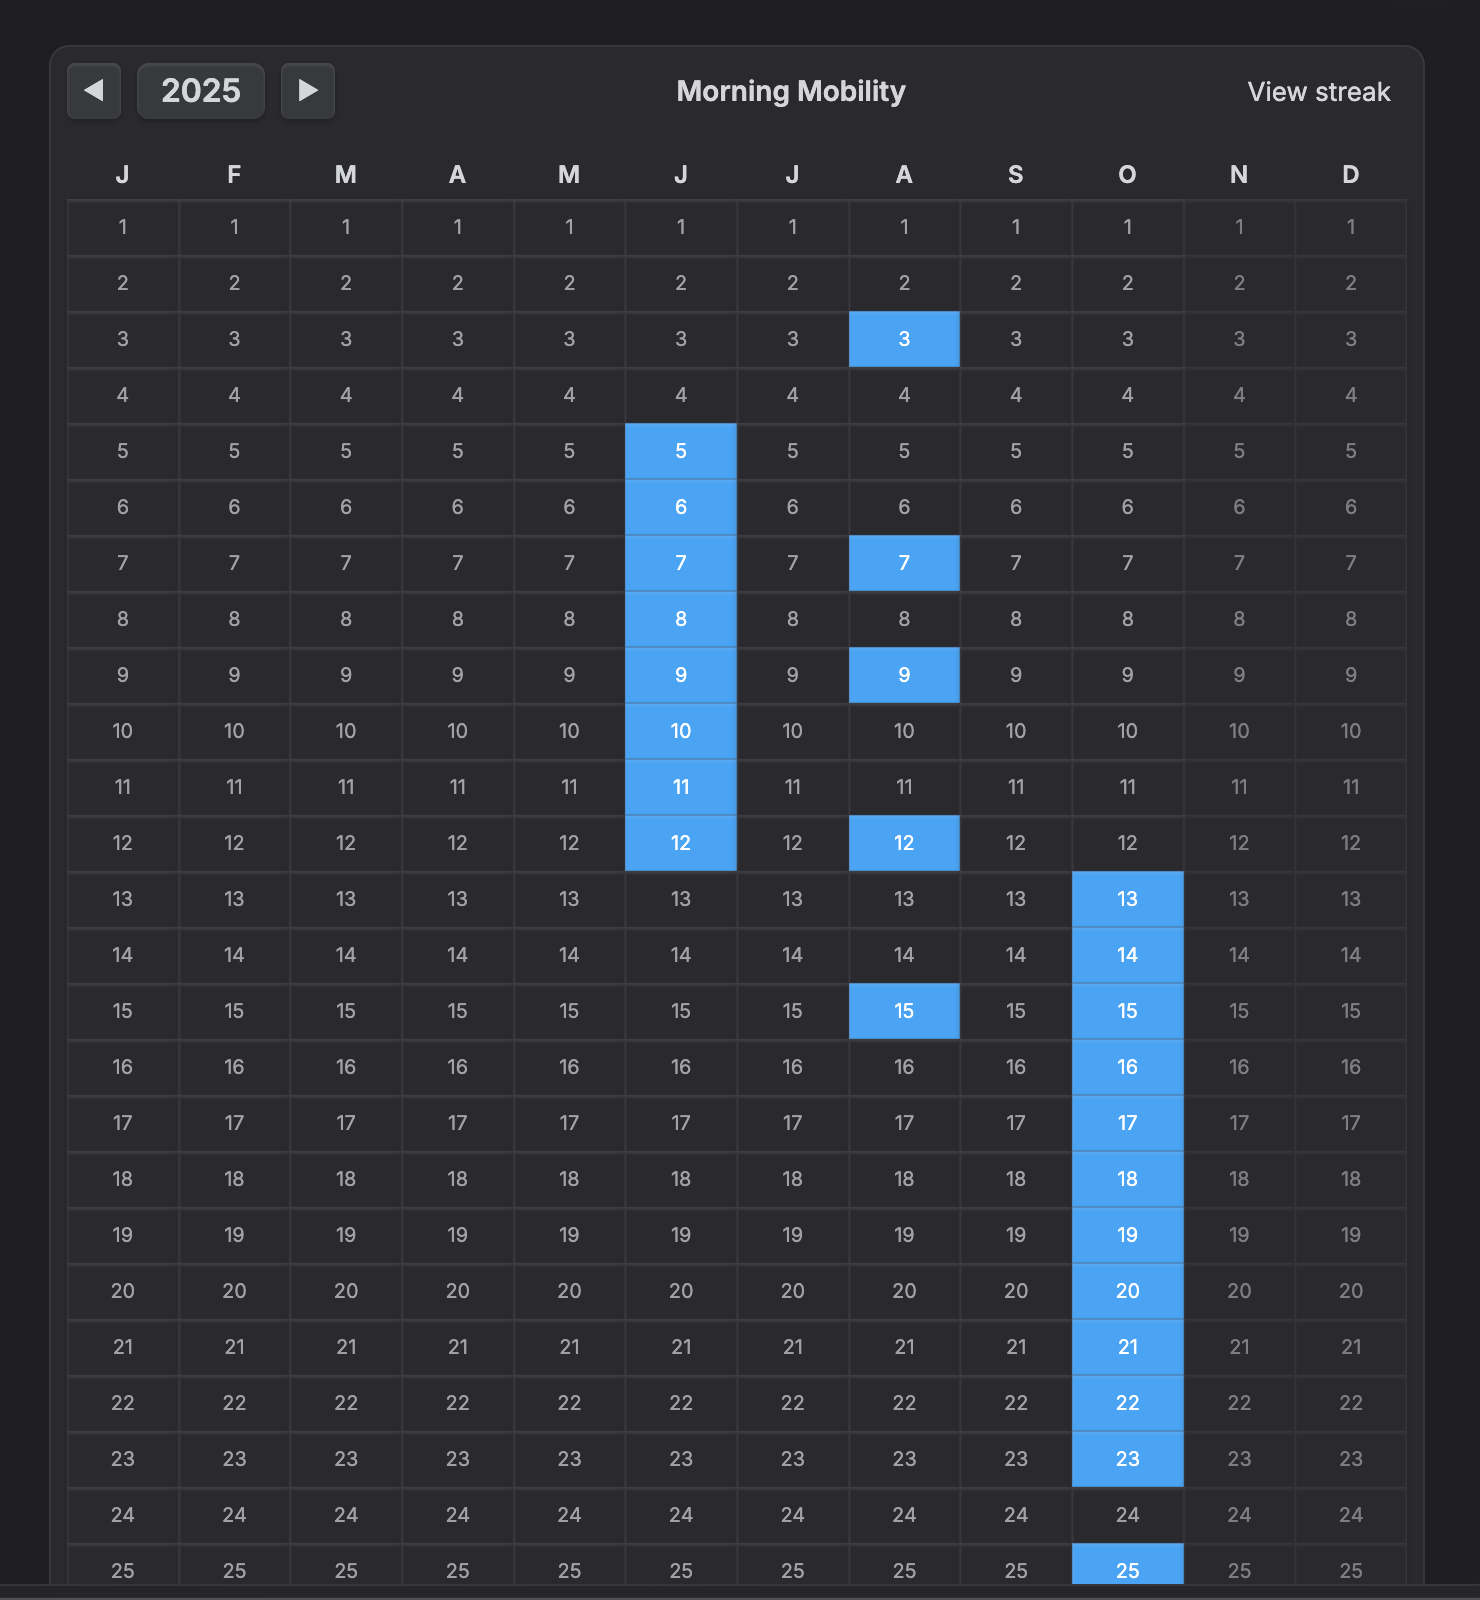 ◀ 2025 ▶ Morning Mobility View streak
J F M A M J J A S O N D
1 1 1 1 1 1 1 1 1 1 1 1
2 2 2 2 2 2 2 2 2 2 2 2
3 3 3 3 3 3 3 3 3 3 3 3
4 4 4 4 4 4 4 4 4 4 4 4
5 5 5 5 5 5 5 5 5 5 5 5
6 6 6 6 6 6 6 6 6 6 6 6
7 7 7 7 7 7 7 7 7 7 7 7
8 8 8 8 8 8 8 8 8 8 8 8
9 9 9 9 9 9 9 9 9 9 9 9
10 10 10 10 10 10 10 10 10 10 10 10
11 11 11 11 11 11 11 11 11 11 11 11
12 12 12 12 12 12 12 12 12 12 12 12
13 13 13 13 13 13 13 13 13 13 13 13
14 14 14 14 14 14 14 14 14 14 14 14
15 15 15 15 15 15 15 15 15 15 15 15
16 16 16 16 16 16 16 16 16 16 16 16
17 17 17 17 17 17 17 17 17 17 17 17
18 18 18 18 18 18 18 18 18 18 18 18
19 19 19 19 19 19 19 19 19 19 19 19
20 20 20 20 20 20 20 20 20 20 20 20
21 21 21 21 21 21 21 21 21 21 21 21
22 22 22 22 22 22 22 22 22 22 22 22
23 23 23 23 23 23 23 23 23 23 23 23
24 24 24 24 24 24 24 24 24 24 24 24
25 25 25 25 25 25 25 25 25 25 25 25